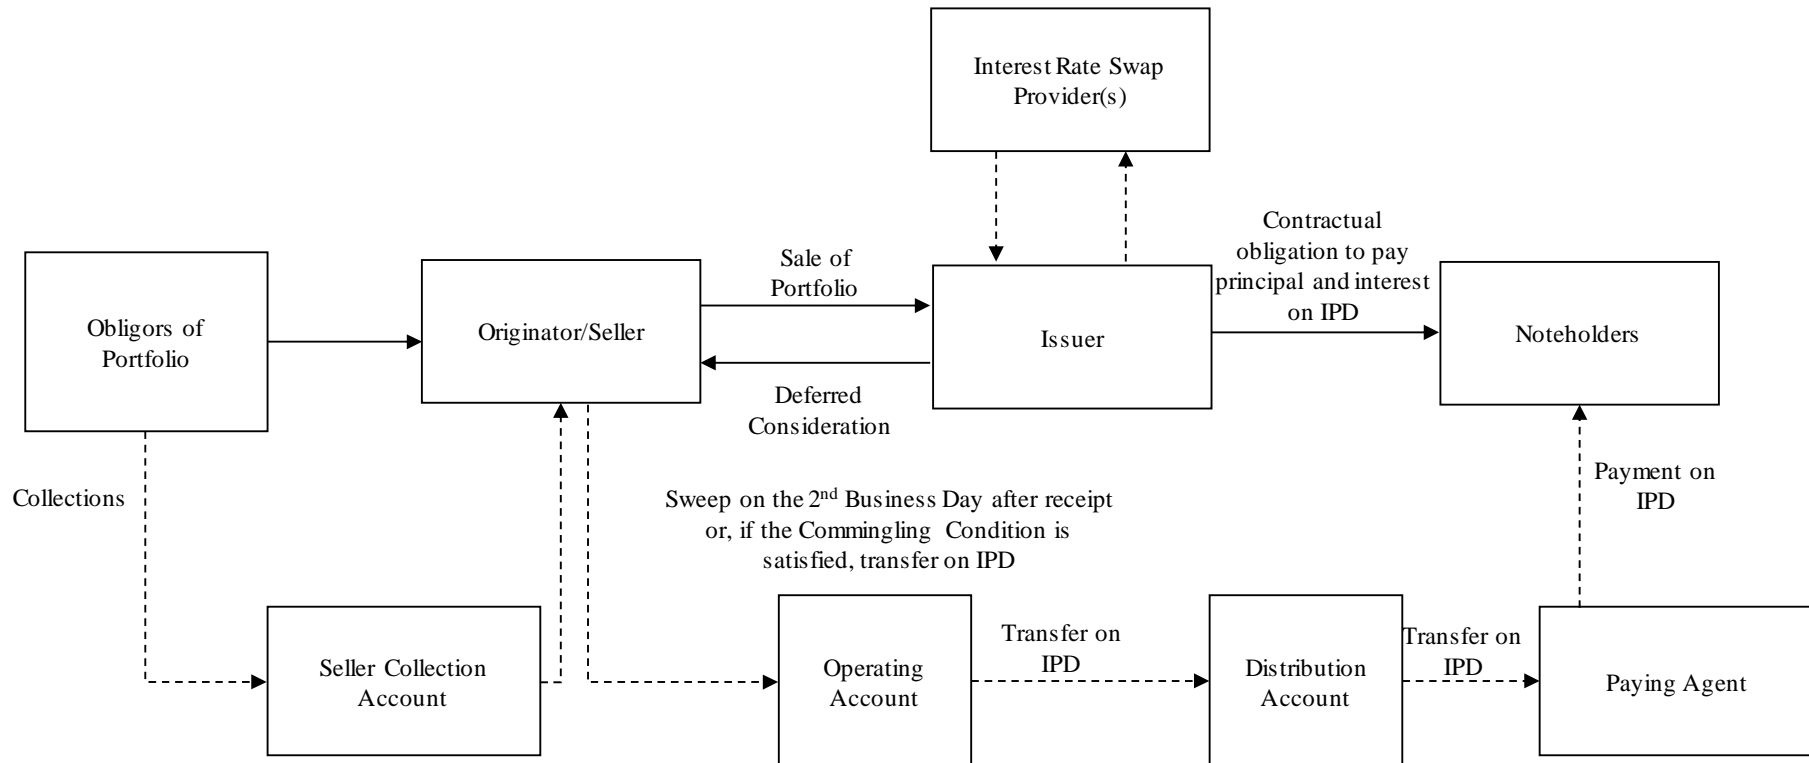 Interest Rate Swap
Provider(s)
Contractual
obligation to pay
principal and interest
on IPD
Sale of
Portfolio
Obligors of
Portfolio
Originator/Seller
Issuer
Noteholders
Deferred
Consideration
Collections
Sweep on the 2nd Business Day after receipt
or, if the Commingling Condition is
satisfied, transfer on IPD
Payment on
IPD
Seller Collection
Account
Operating
Account
Transfer on
IPD
Distribution
Account
Transfer on
IPD
Paying Agent